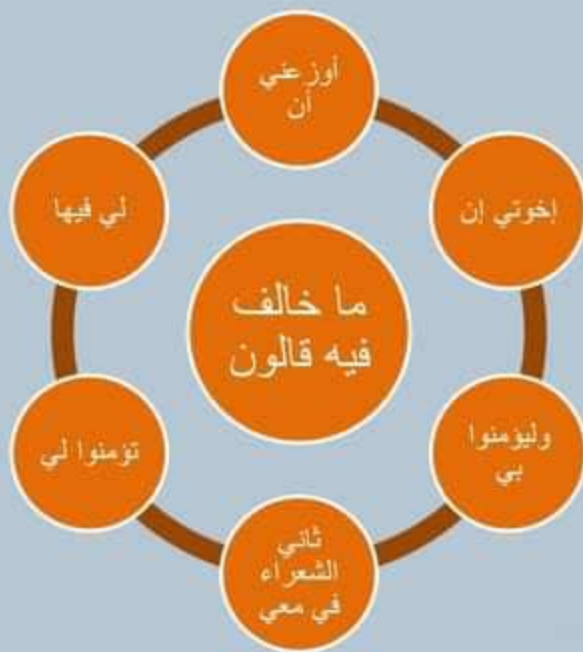 ما خالف
فيه قالون
أوزعني
أن
إخوتي إن
وليؤمنوا
بي
ثاني
الشعراء
في معي
تؤمنوا لي
لي فيها